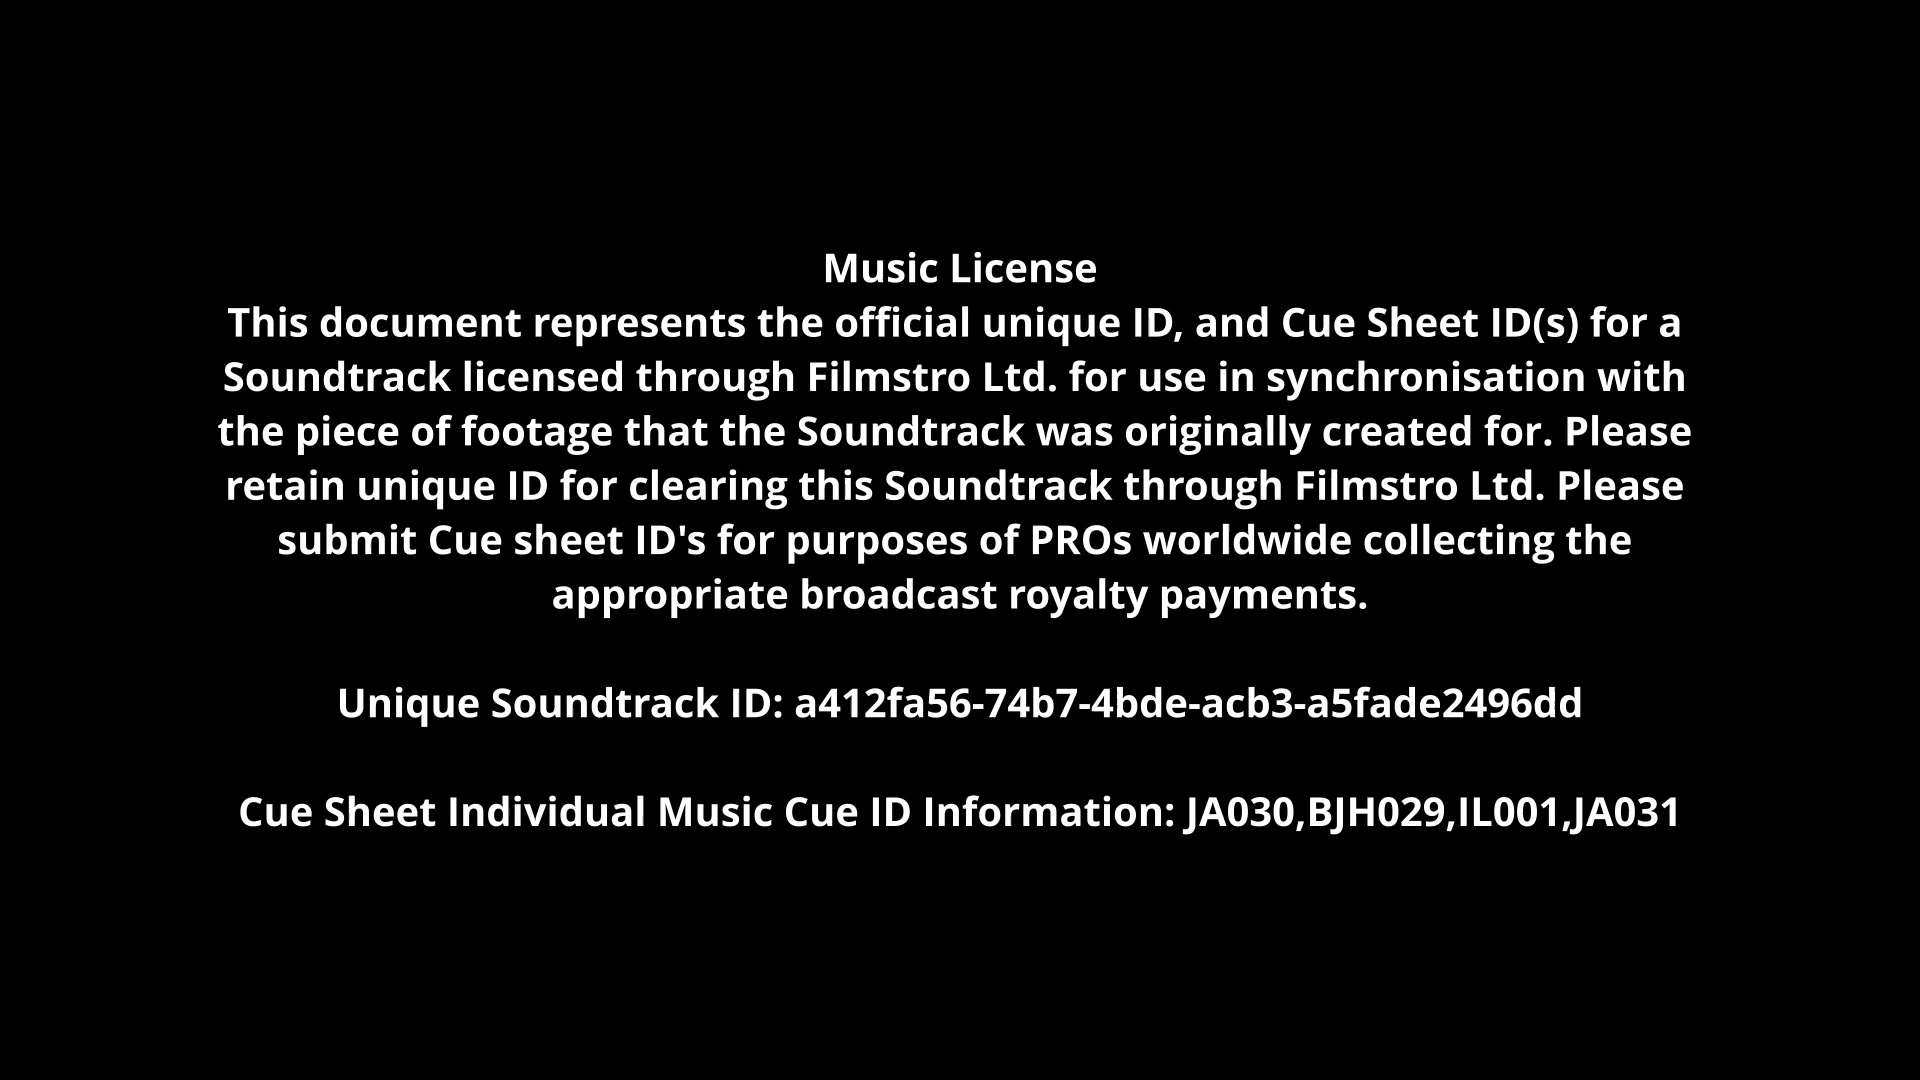 Music License
This document represents the official unique ID, and Cue Sheet ID(s) for a
Soundtrack licensed through Filmstro Ltd. for use in synchronisation with
the piece of footage that the Soundtrack was originally created for. Please
retain unique ID for clearing this Soundtrack through Filmstro Ltd. Please
submit Cue sheet ID's for purposes of PROs worldwide collecting the
appropriate broadcast royalty payments.
Unique Soundtrack ID: a412fa56-74b7-4bde-acb3-a5fade2496dd
Cue Sheet Individual Music Cue ID Information: JA030,BJH029,IL001,JA031